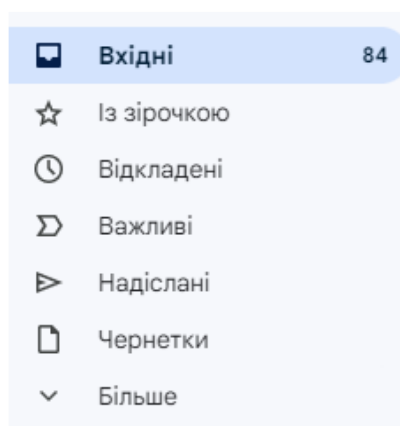 Вхідні 84
Із зірочкою
Відкладені
Важливі
Надіслані
Чернетки
Більше